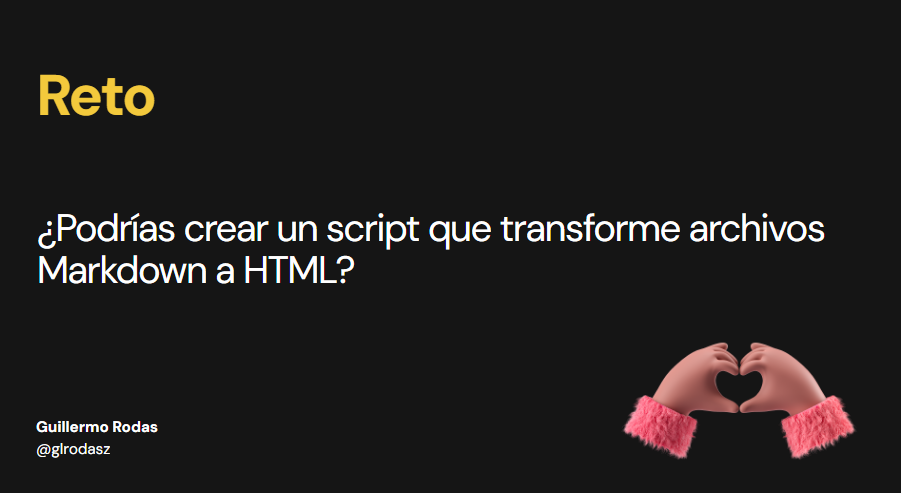 Reto
¿Podrías crear un script que transforme archivos
Markdown a HTML?
Guillermo Rodas
@glrodasz